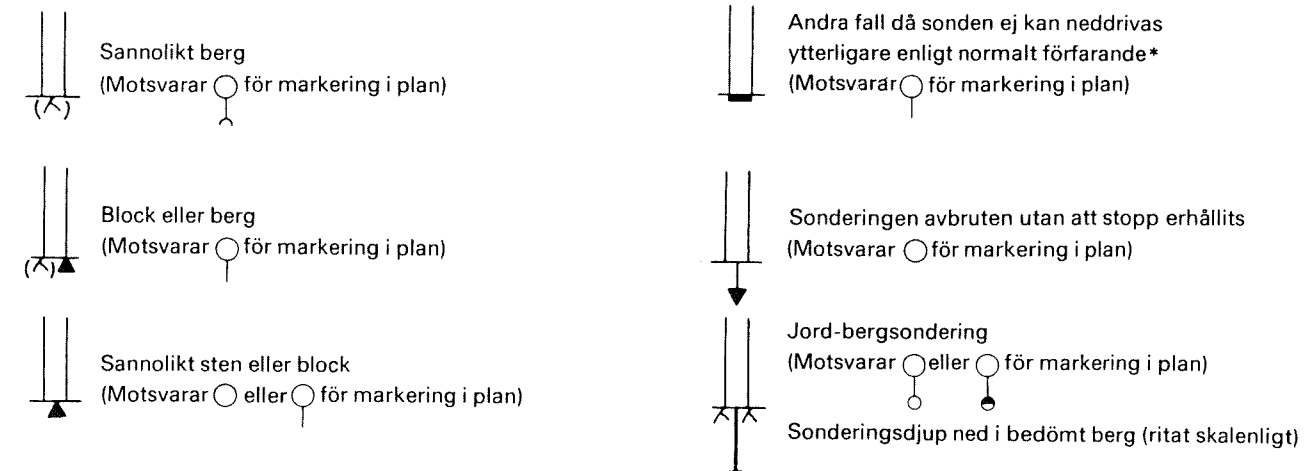 Sannolikt berg
(Motsvarar för markering i plan)
Block eller berg
(Motsvarar för markering i plan)
Sannolikt sten eller block
(Motsvarar eller för markering i plan)
Andra fall då sonden ej kan neddrivas
ytterligare enligt normalt förfarande*
(Motsvarar för markering i plan)
Sonderingen avbruten utan att stopp erhållits
(Motsvarar för markering i plan)
Jord-bergsondering
(Motsvarar eller för markering i plan)
Sonderingsdjup ned i bedömt berg (ritat skalenligt)